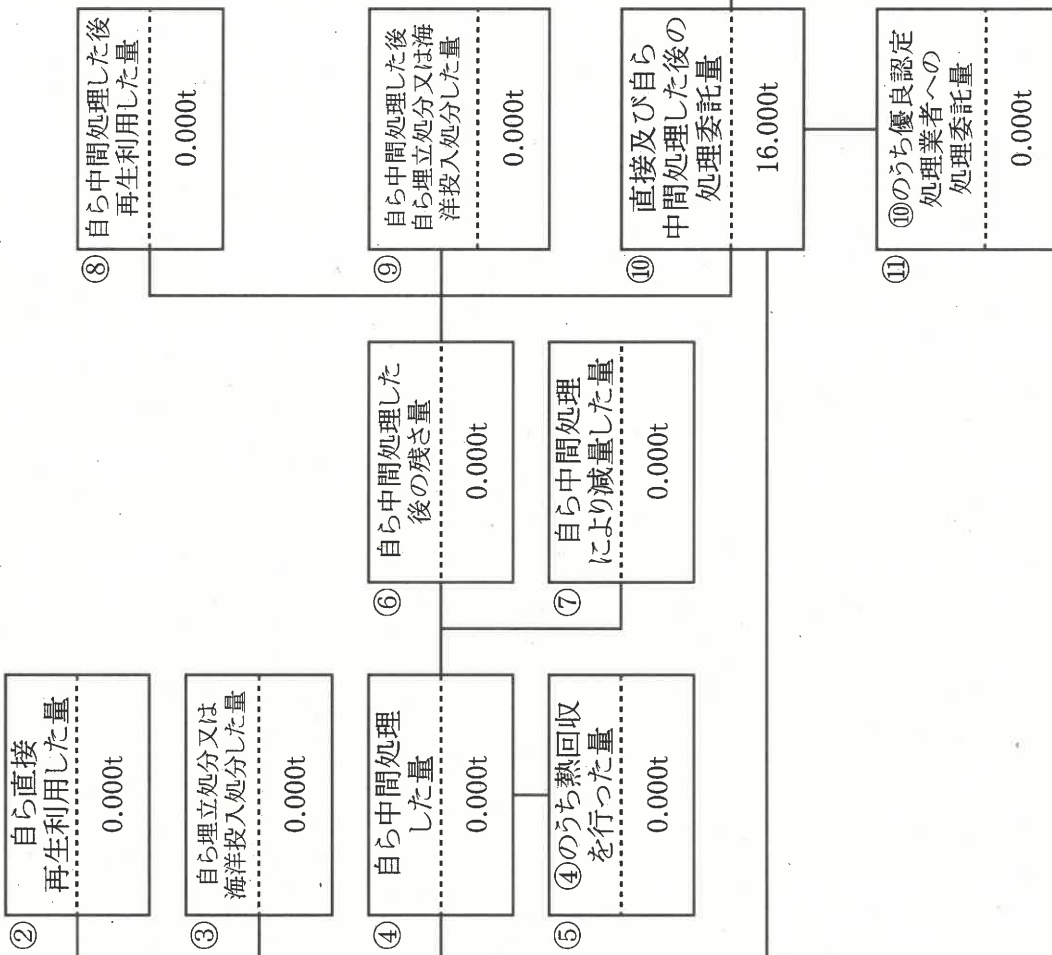 ②
自ら直接
再生利用した量
0.000t
③
自ら埋立処分又は
海洋投入処分した量
0.000t
④
自ら中間処理
した量
0.000t
⑤
④のうち熱回収
を行った量
0.000t
⑥
自ら中間処理した
後の残さ量
0.000t
⑦
自ら中間処理
により減量した量
0.000t
⑧
自ら中間処理した後
再生利用した量
0.000t
⑨
自ら中間処理した後
自ら埋立処分又は海
洋投入処分した量
0.000t
⑩
直接及び自ら
中間処理した後の
処理委託量
16.000t
⑪
⑩のうち優良認定
処理業者への
処理委託量
0.000t